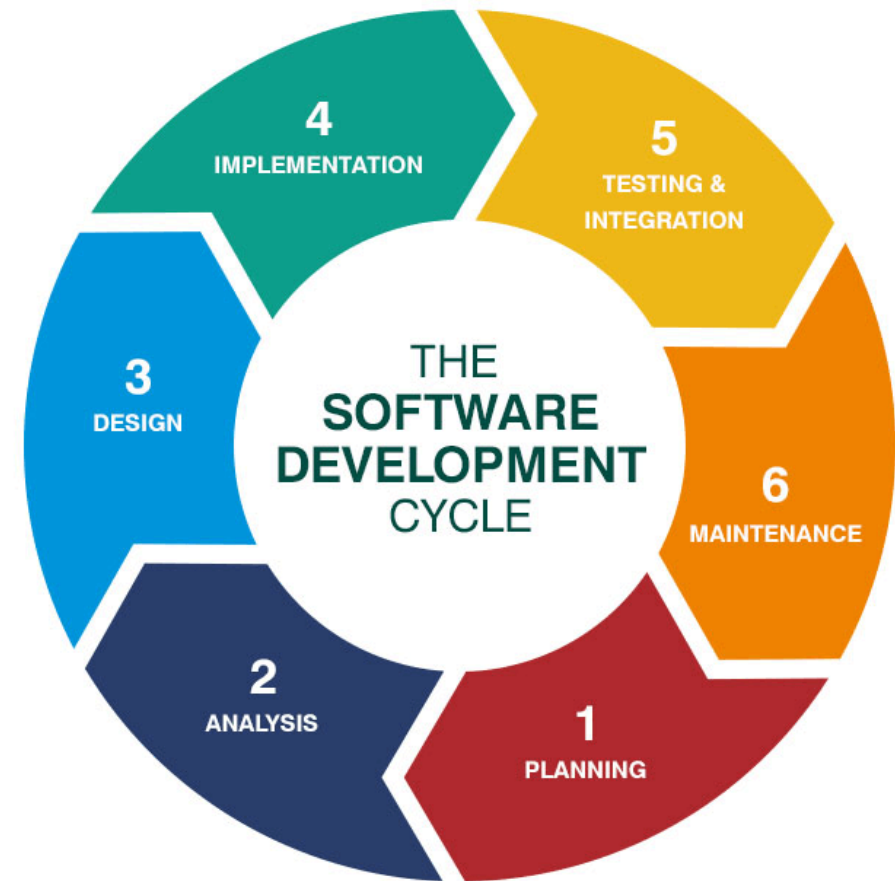 THE
SOFTWARE
DEVELOPMENT
CYCLE
1
PLANNING
2
ANALYSIS
3
DESIGN
4
IMPLEMENTATION
5
TESTING &
INTEGRATION
6
MAINTENANCE